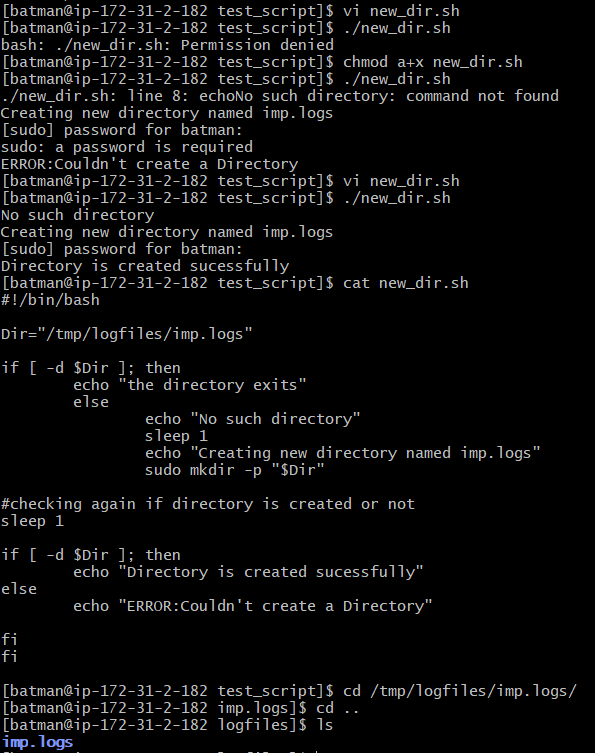 [batman@ip-172-31-2-182 test_script]$ vi new_dir.sh
[batman@ip-172-31-2-182 test_script]$ ./new_dir.sh
bash: ./new_dir.sh: Permission denied
[batman@ip-172-31-2-182 test_script]$ chmod a+x new_dir.sh
[batman@ip-172-31-2-182 test_script]$ ./new_dir.sh
./new_dir.sh: line 8: echoNo such directory: command not found
Creating new directory named imp.logs
[sudo] password for batman:
sudo: a password is required
ERROR:Couldn't create a Directory
[batman@ip-172-31-2-182 test_script]$ vi new_dir.sh
[batman@ip-172-31-2-182 test_script]$ ./new_dir.sh
No such directory
Creating new directory named imp.logs
[sudo] password for batman:
Directory is created sucessfully
[batman@ip-172-31-2-182 test_script]$ cat new_dir.sh
#!/bin/bash

Dir="/tmp/logfiles/imp.logs"

if [ -d $Dir ]; then
        echo "the directory exits"
        else
                echo "No such directory"
                sleep 1
                echo "Creating new directory named imp.logs"
                sudo mkdir -p "$Dir"

#checking again if directory is created or not
sleep 1

if [ -d $Dir ]; then
        echo "Directory is created sucessfully"
else
        echo "ERROR:Couldn't create a Directory"

fi
fi

[batman@ip-172-31-2-182 test_script]$ cd /tmp/logfiles/imp.logs/
[batman@ip-172-31-2-182 imp.logs]$ cd ..
[batman@ip-172-31-2-182 logfiles]$ ls
imp.logs